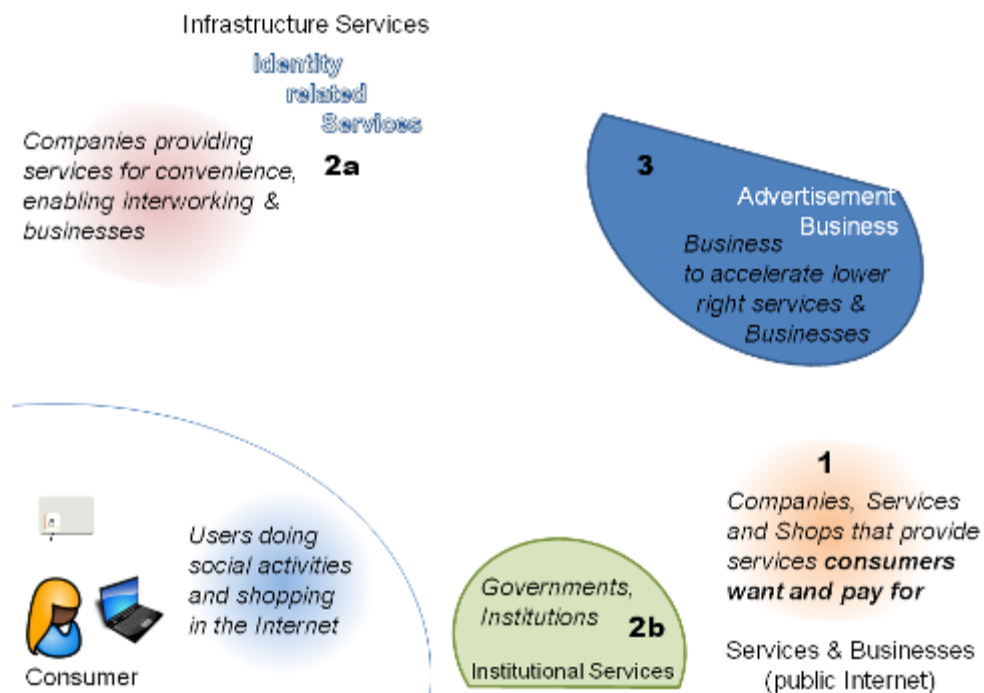 Infrastructure Services
Identity
related
Services
Companies providing
services for convenience,
enabling interworking &
businesses
2a
3
Advertisement
Business
Business
to accelerate lower
right services &
Businesses
1
Companies, Services
and Shops that provide
services consumers
want and pay for
Services & Businesses
(public Internet)
Users doing
social activities
and shopping
in the Internet
Consumer
Governments,
Institutions
2b
Institutional Services